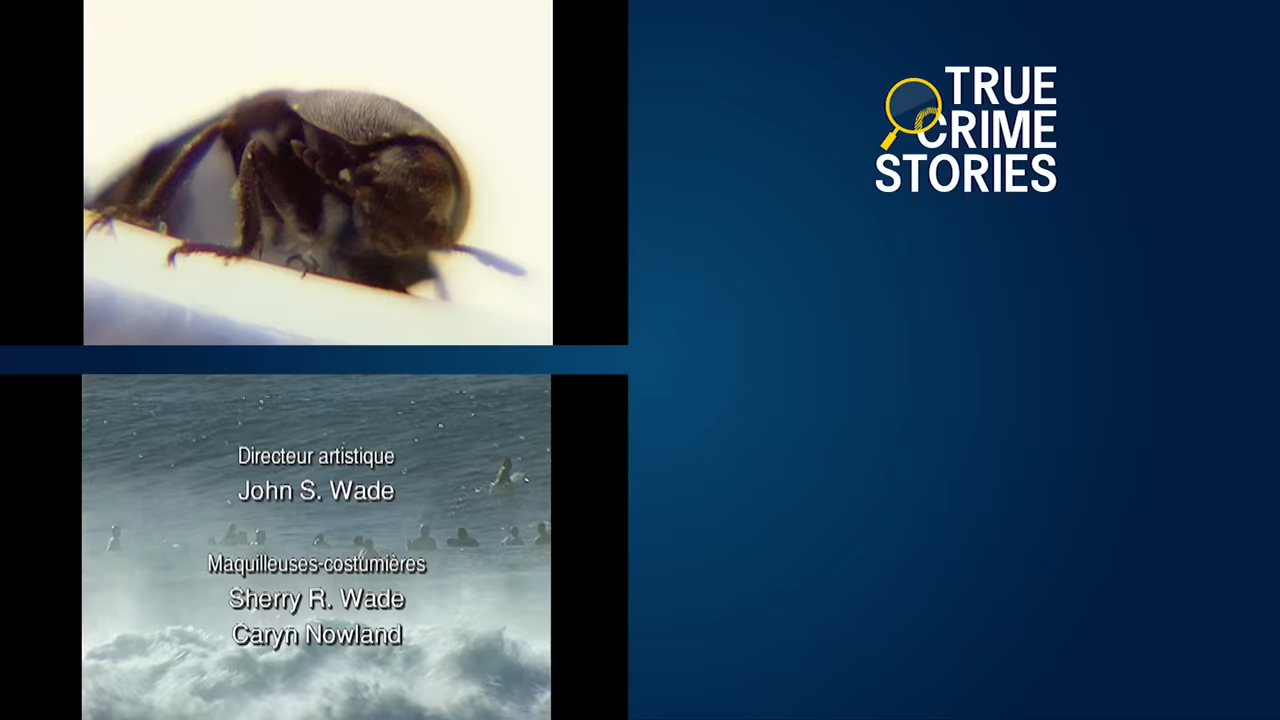 TRUE
CRIME
STORIES
Directeur artistique
John S. Wade
Maquilleuses-costumières
Sherry R. Wade
Caryn Nowland